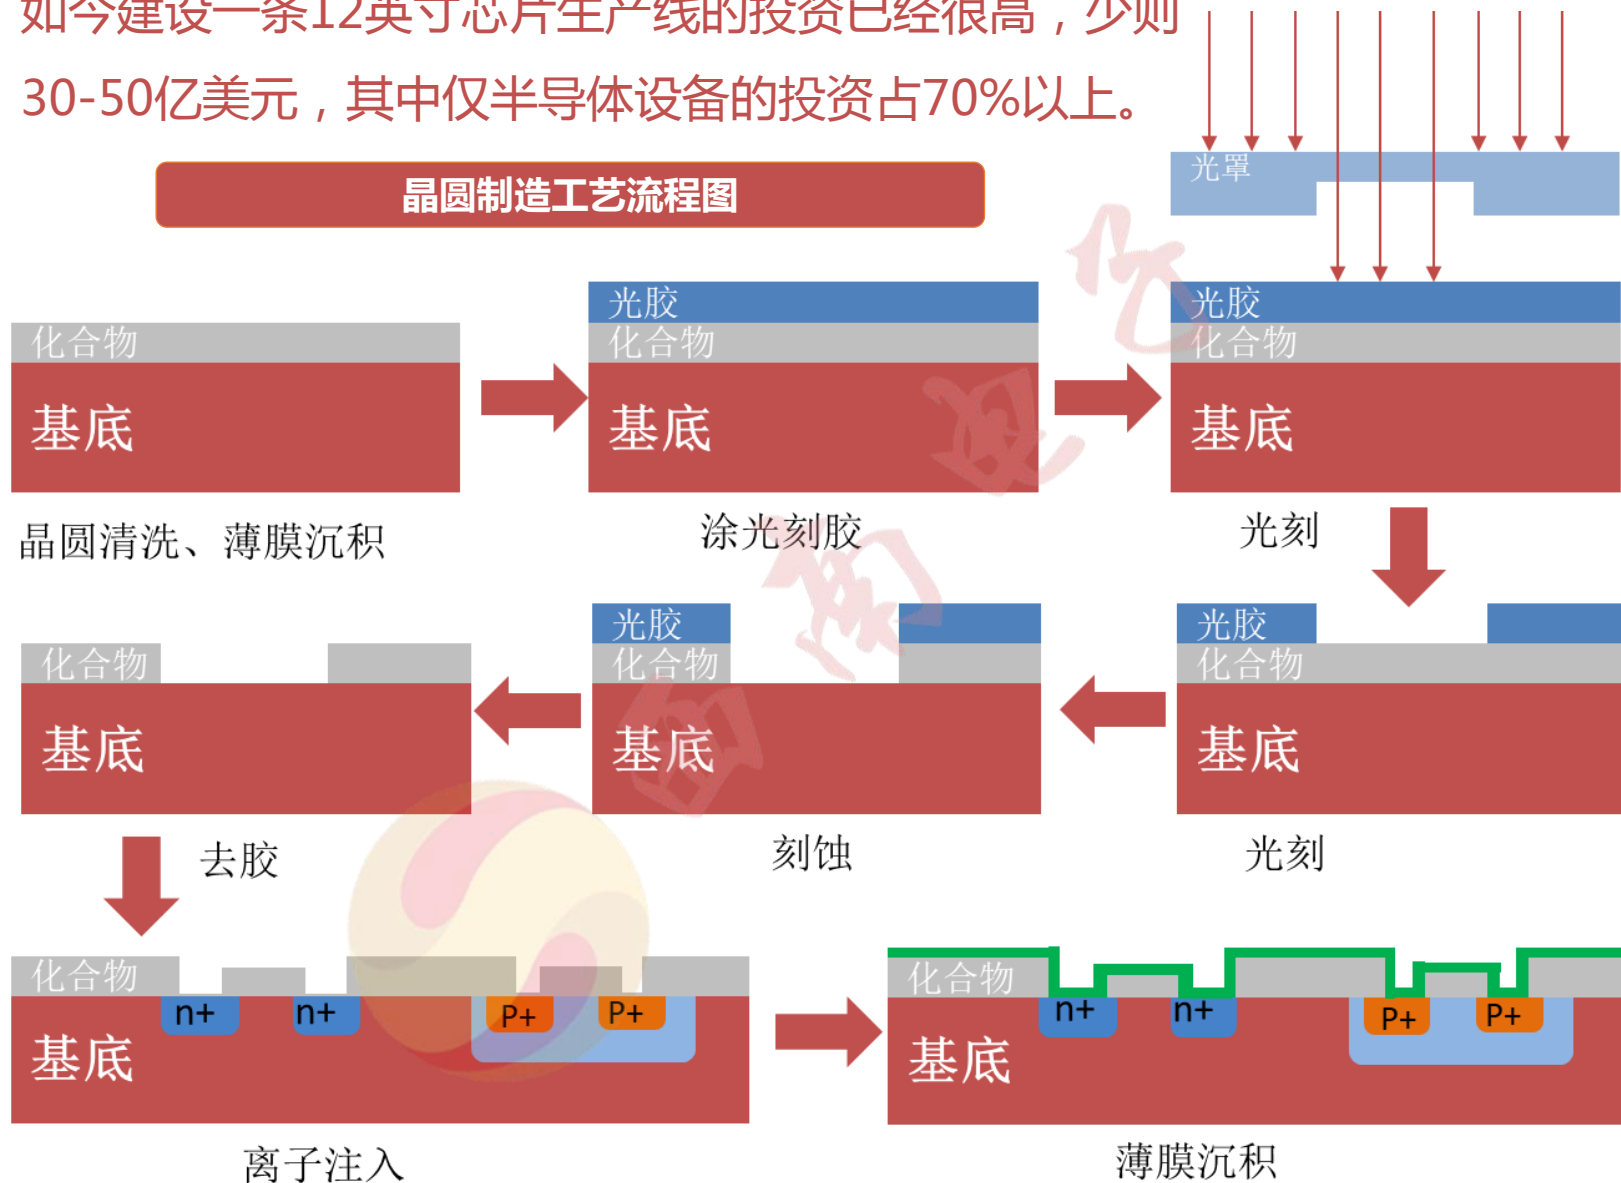 如今建设一条12英寸芯片生产线的投资已经很高，少则
30-50亿美元，其中仅半导体设备的投资占70%以上。
晶圆制造工艺流程图
光罩
化合物
基底
晶圆清洗、薄膜沉积
光胶
化合物
基底
涂光刻胶
光胶
化合物
基底
光刻
光胶
化合物
基底
光刻
光胶
化合物
基底
刻蚀
化合物
基底
去胶
化合物
n+ n+ P+ P+
基底
离子注入
化合物
n+ n+ P+ P+
基底
薄膜沉积